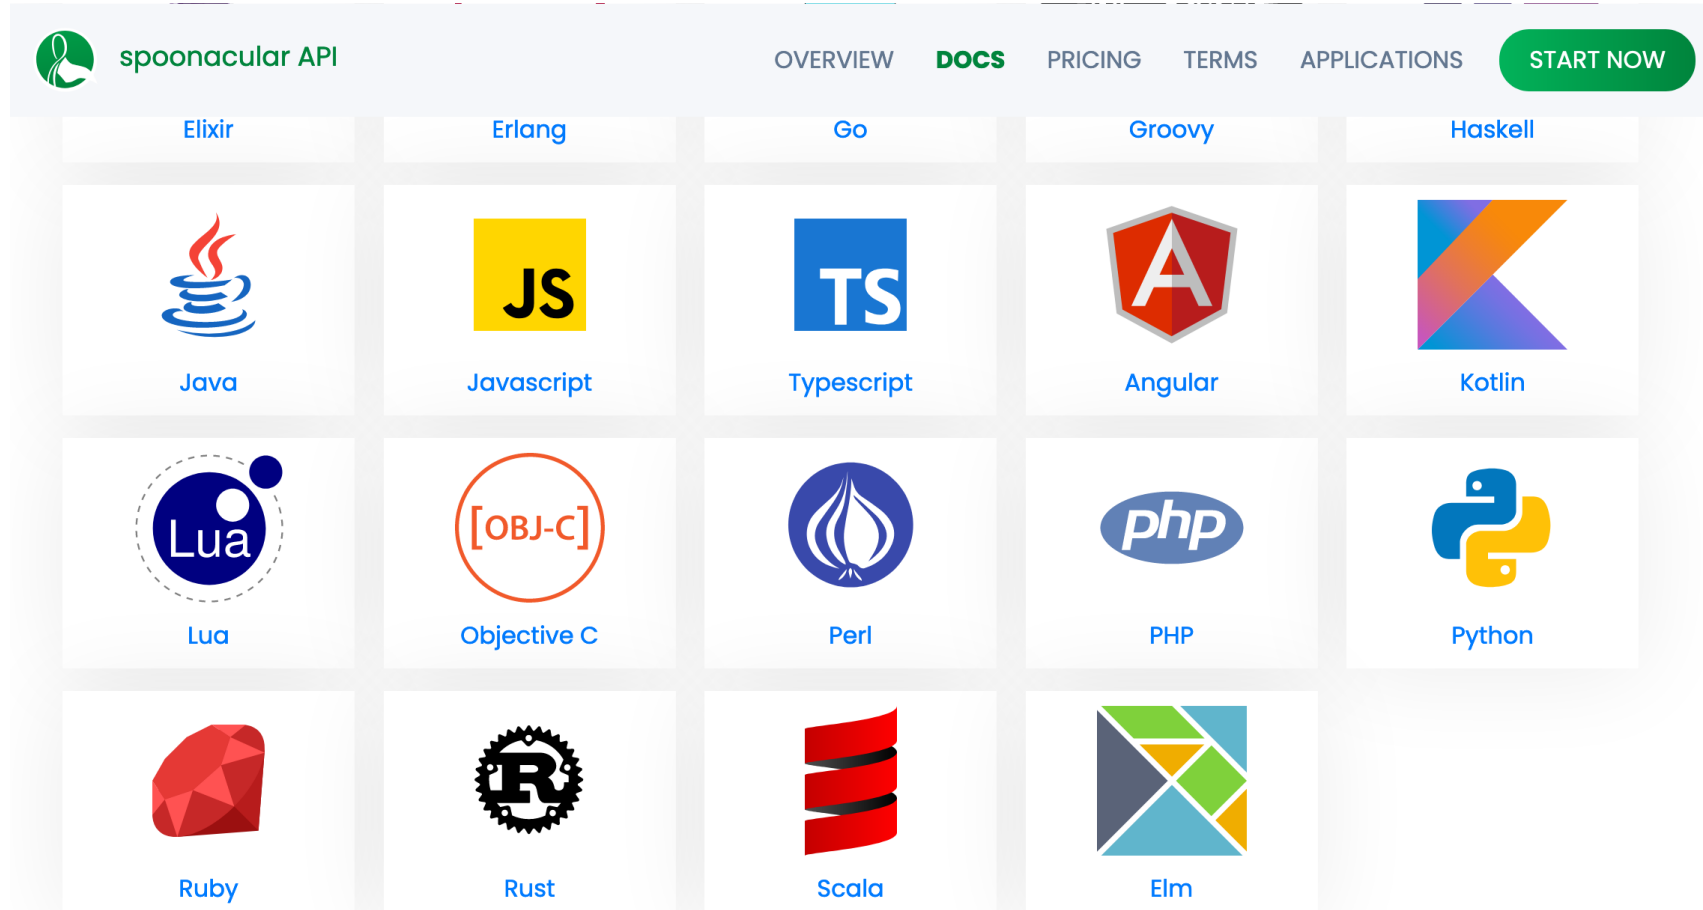 spoonacular API
OVERVIEW DOCS PRICING TERMS APPLICATIONS START NOW
Elixir Erlang Go Groovy Haskell
JS TS
Java Javascript Typescript Angular Kotlin
Lua [OBJ-C] php
Lua Objective C Perl PHP Python
R
Ruby Rust Scala Elm